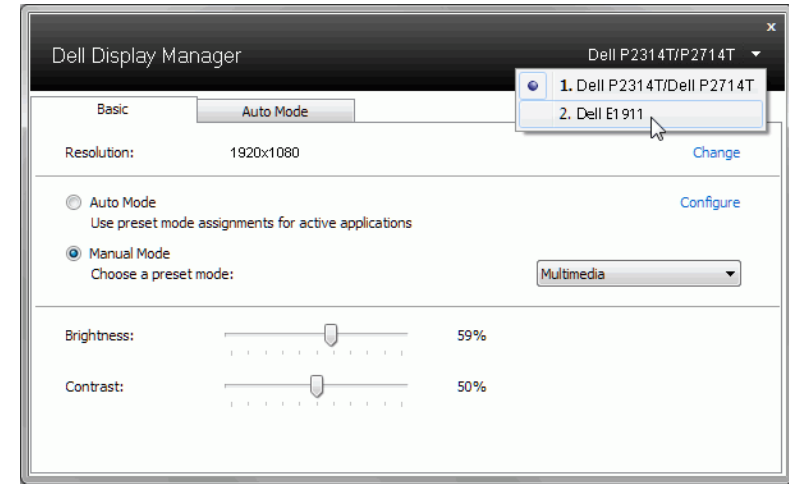 x
Dell Display Manager
Dell P2314T/P2714T
1. Dell P2314T/Dell P2714T
2. Dell E1911
Basic
Auto Mode
Resolution:
1920x1080
Change
Auto Mode
Configure
Use preset mode assignments for active applications
Manual Mode
Choose a preset mode:
Multimedia
Brightness:
59%
Contrast:
50%